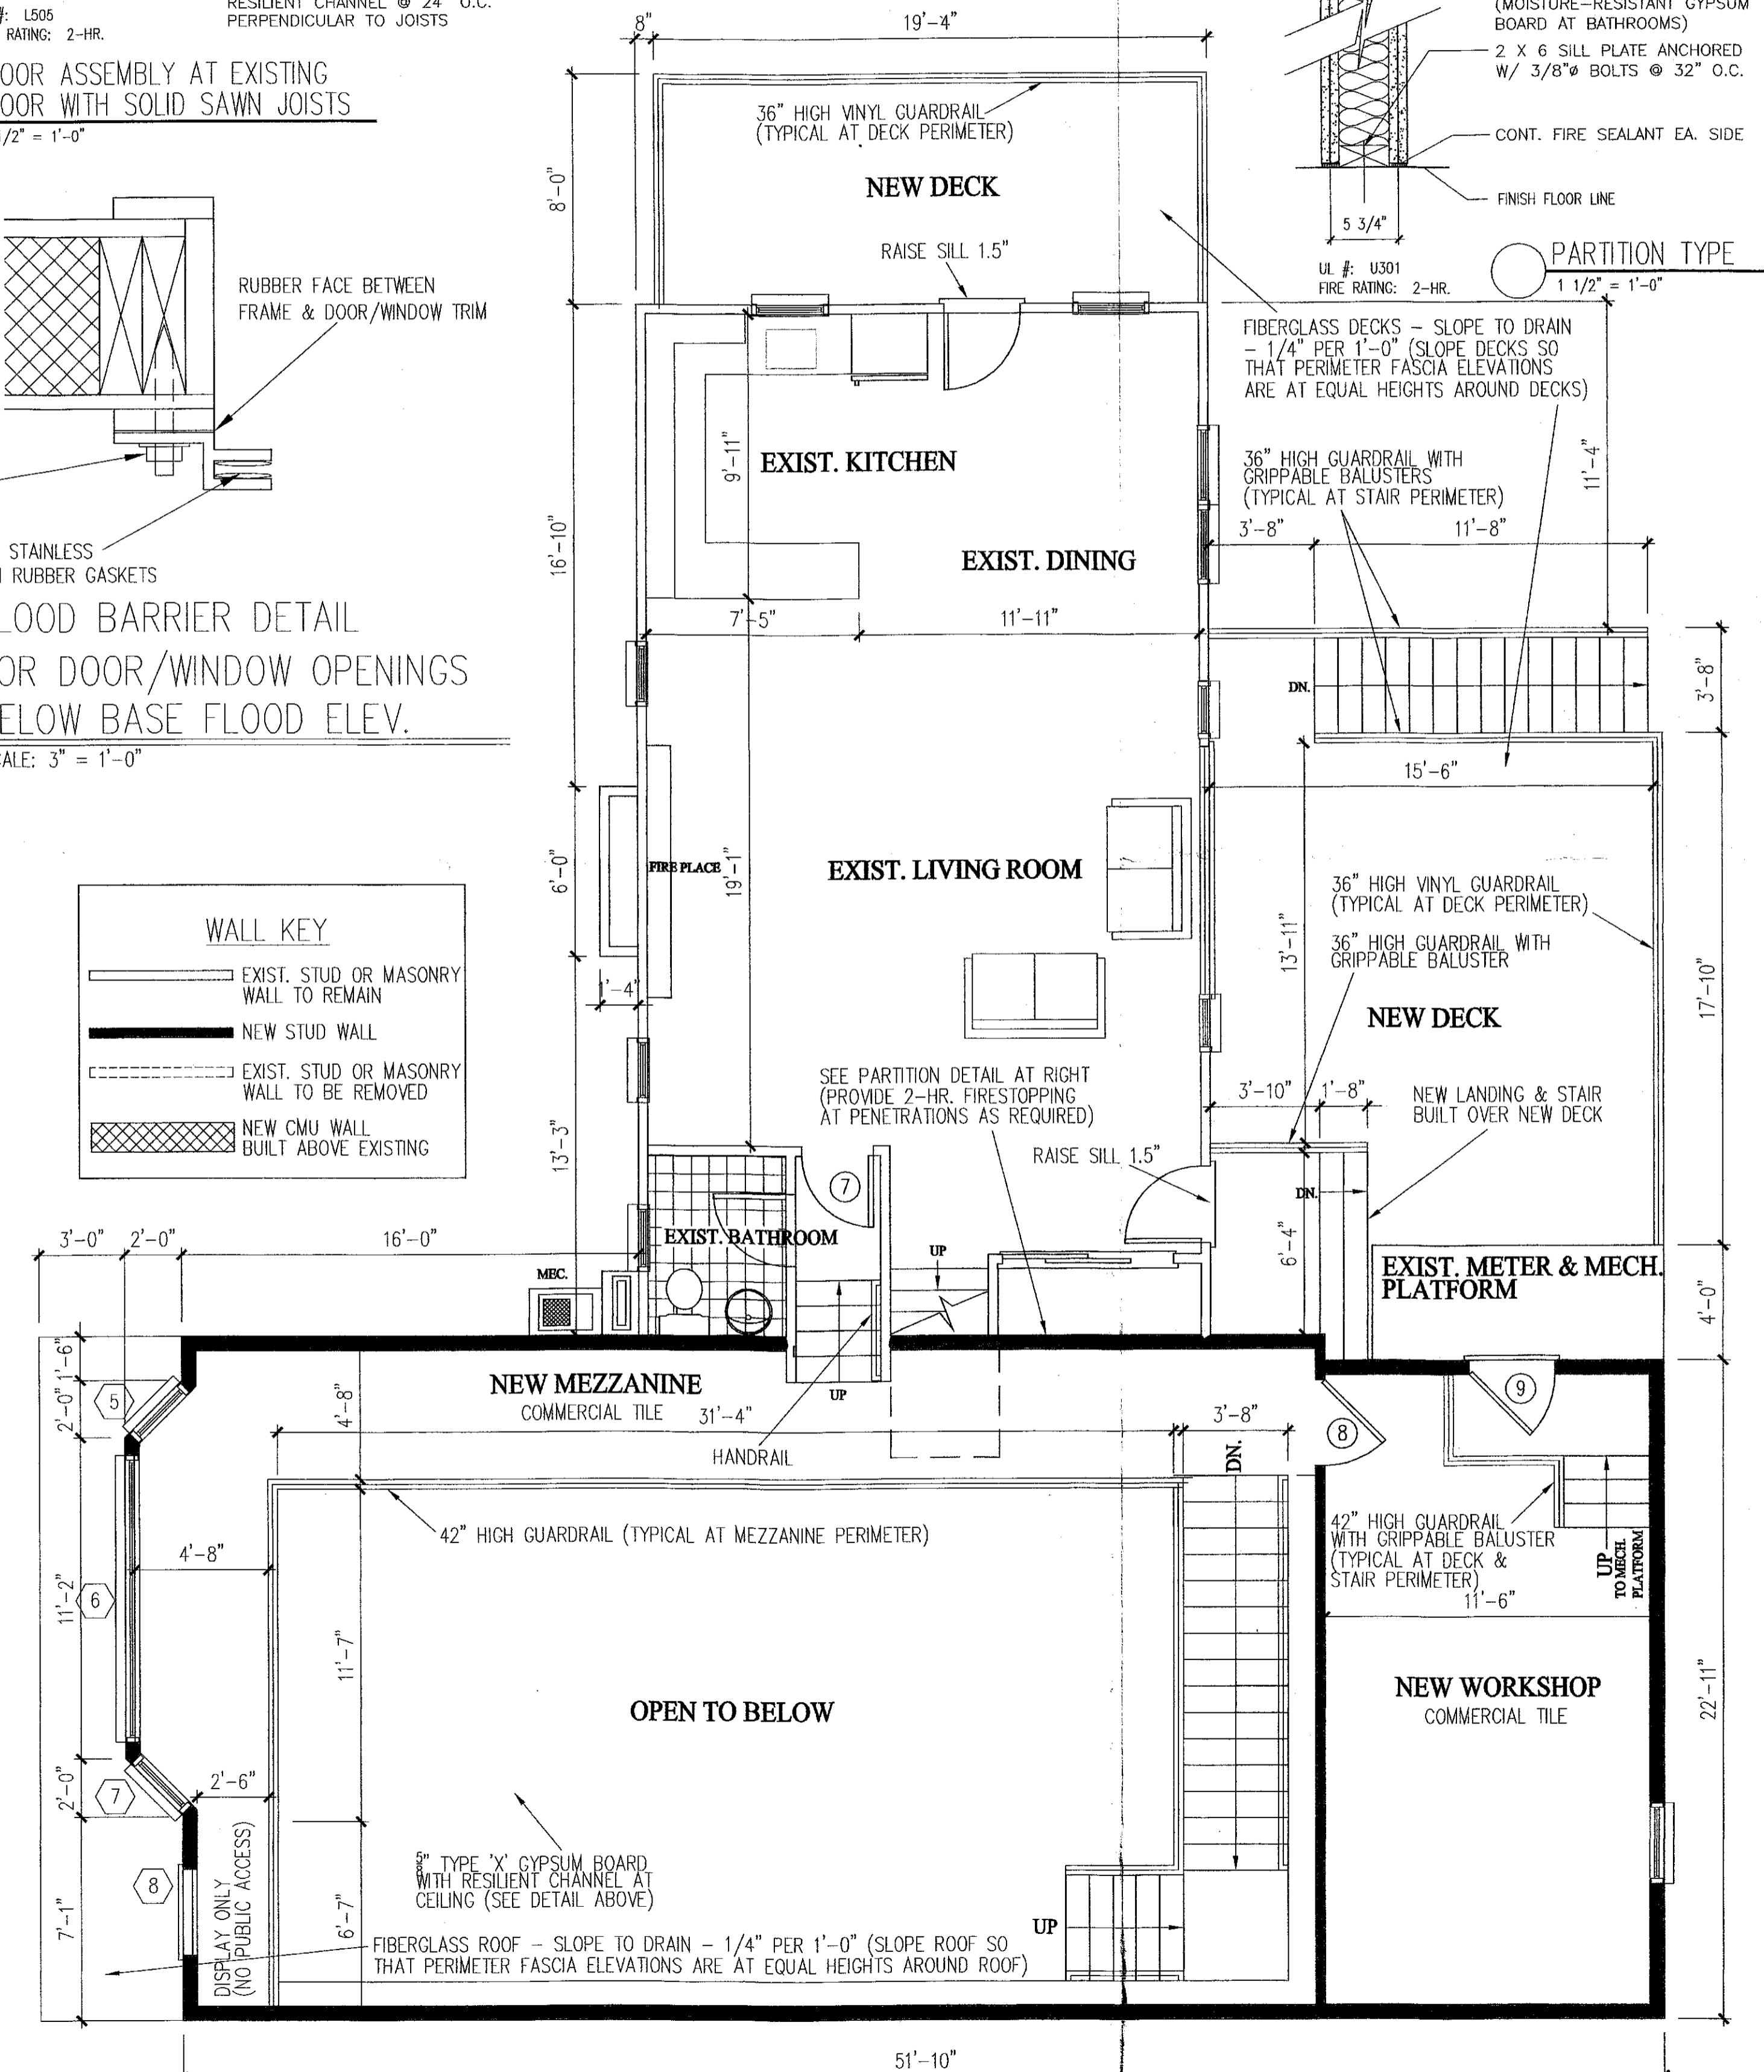 #: L505
RATING: 2-HR.
RESILIENT CHANNEL @ 24" O.C.
PERPENDICULAR TO JOISTS
OOR ASSEMBLY AT EXISTING
OOR WITH SOLID SAWN JOISTS
1/2" = 1'-0"
8"
19'-4"
(MOISTURE-RESISTANT GYPSUM
BOARD AT BATHROOMS)
2 X 6 SILL PLATE ANCHORED
W/ 3/8"ø BOLTS @ 32" O.C.
CONT. FIRE SEALANT EA. SIDE
FINISH FLOOR LINE
5 3/4"
UL #: U301
FIRE RATING: 2-HR.
PARTITION TYPE
1 1/2" = 1'-0"
36" HIGH VINYL GUARDRAIL
(TYPICAL AT DECK PERIMETER)
NEW DECK
8'-0"
RAISE SILL 1.5"
RUBBER FACE BETWEEN
FRAME & DOOR/WINDOW TRIM
STAINLESS
RUBBER GASKETS
LOOD BARRIER DETAIL
OR DOOR/WINDOW OPENINGS
ELOW BASE FLOOD ELEV.
ALE: 3" = 1'-0"
FIBERGLASS DECKS - SLOPE TO DRAIN
- 1/4" PER 1'-0" (SLOPE DECKS SO
THAT PERIMETER FASCIA ELEVATIONS
ARE AT EQUAL HEIGHTS AROUND DECKS)
36" HIGH GUARDRAIL WITH
GRIPPABLE BALUSTERS
(TYPICAL AT STAIR PERIMETER)
11'-4"
3'-8"
11'-8"
9'-11"
EXIST. KITCHEN
16'-10"
EXIST. DINING
7'-5"
11'-11"
DN.
3'-8"
15'-6"
6'-0"
FIRE PLACE
19'-1"
EXIST. LIVING ROOM
1'-4"
13'-11"
36" HIGH VINYL GUARDRAIL
(TYPICAL AT DECK PERIMETER)
36" HIGH GUARDRAIL WITH
GRIPPABLE BALUSTER
NEW DECK
17'-10"
WALL KEY
EXIST. STUD OR MASONRY
WALL TO REMAIN
NEW STUD WALL
EXIST. STUD OR MASONRY
WALL TO BE REMOVED
NEW CMU WALL
BUILT ABOVE EXISTING
SEE PARTITION DETAIL AT RIGHT
(PROVIDE 2-HR. FIRESTOPPING
AT PENETRATIONS AS REQUIRED)
3'-10"
1'-8"
NEW LANDING & STAIR
BUILT OVER NEW DECK
13'-3"
RAISE SILL 1.5"
7
DN.
6'-4"
3'-0"
2'-0"
16'-0"
EXIST. BATHROOM
UP
MEC.
EXIST. METER & MECH.
PLATFORM
4'-0"
1'-6"
5
2'-0"
NEW MEZZANINE
COMMERCIAL TILE
4'-8"
31'-4"
UP
HANDRAIL
3'-8"
DN.
8
9
42" HIGH GUARDRAIL (TYPICAL AT MEZZANINE PERIMETER)
42" HIGH GUARDRAIL
WITH GRIPPABLE BALUSTER
(TYPICAL AT DECK &
STAIR PERIMETER)
UP
TO MECH.
PLATFORM
4'-8"
11'-2"
6
11'-6"
11'-7"
OPEN TO BELOW
NEW WORKSHOP
COMMERCIAL TILE
22'-11"
2'-0"
7
2'-6"
5/8" TYPE 'X' GYPSUM BOARD
WITH RESILIENT CHANNEL AT
CEILING (SEE DETAIL ABOVE)
8
7'-1"
DISPLAY ONLY
(NO PUBLIC ACCESS)
6'-7"
FIBERGLASS ROOF - SLOPE TO DRAIN - 1/4" PER 1'-0" (SLOPE ROOF SO
THAT PERIMETER FASCIA ELEVATIONS ARE AT EQUAL HEIGHTS AROUND ROOF)
UP
51'-10"